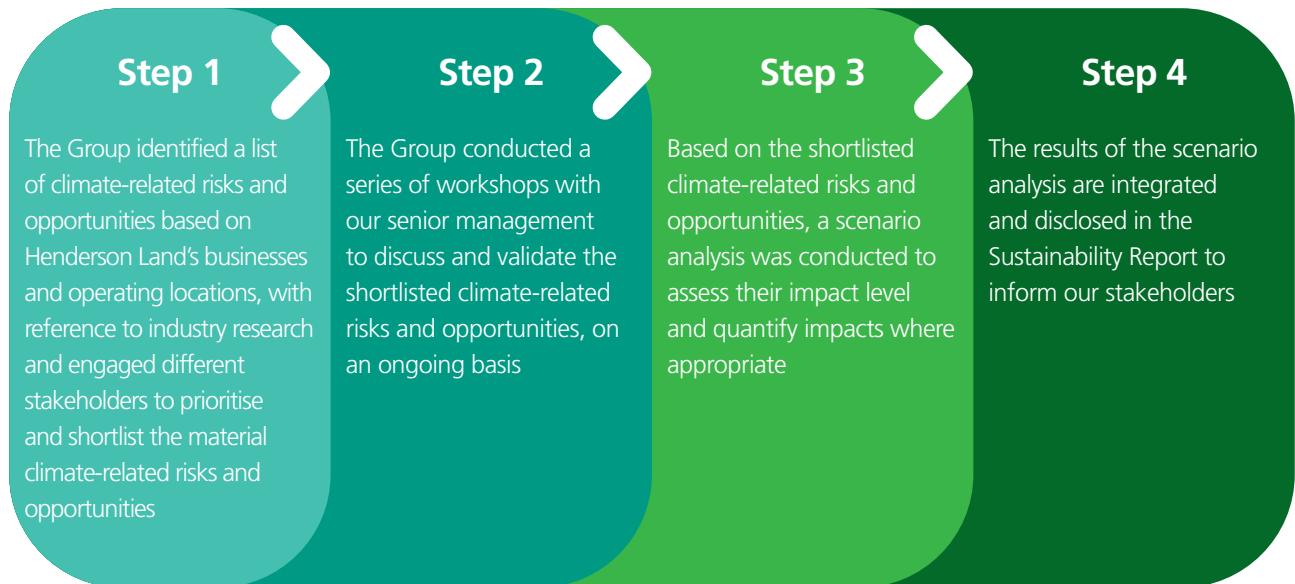 Step 1
The Group identified a list
of climate-related risks and
opportunities based on
Henderson Land's businesses
and operating locations, with
reference to industry research
and engaged different
stakeholders to prioritise
and shortlist the material
climate-related risks and
opportunities
Step 2
The Group conducted a
series of workshops with
our senior management
to discuss and validate the
shortlisted climate-related
risks and opportunities, on
an ongoing basis
Step 3
Based on the shortlisted
climate-related risks and
opportunities, a scenario
analysis was conducted to
assess their impact level
and quantify impacts where
appropriate
Step 4
The results of the scenario
analysis are integrated
and disclosed in the
Sustainability Report to
inform our stakeholders